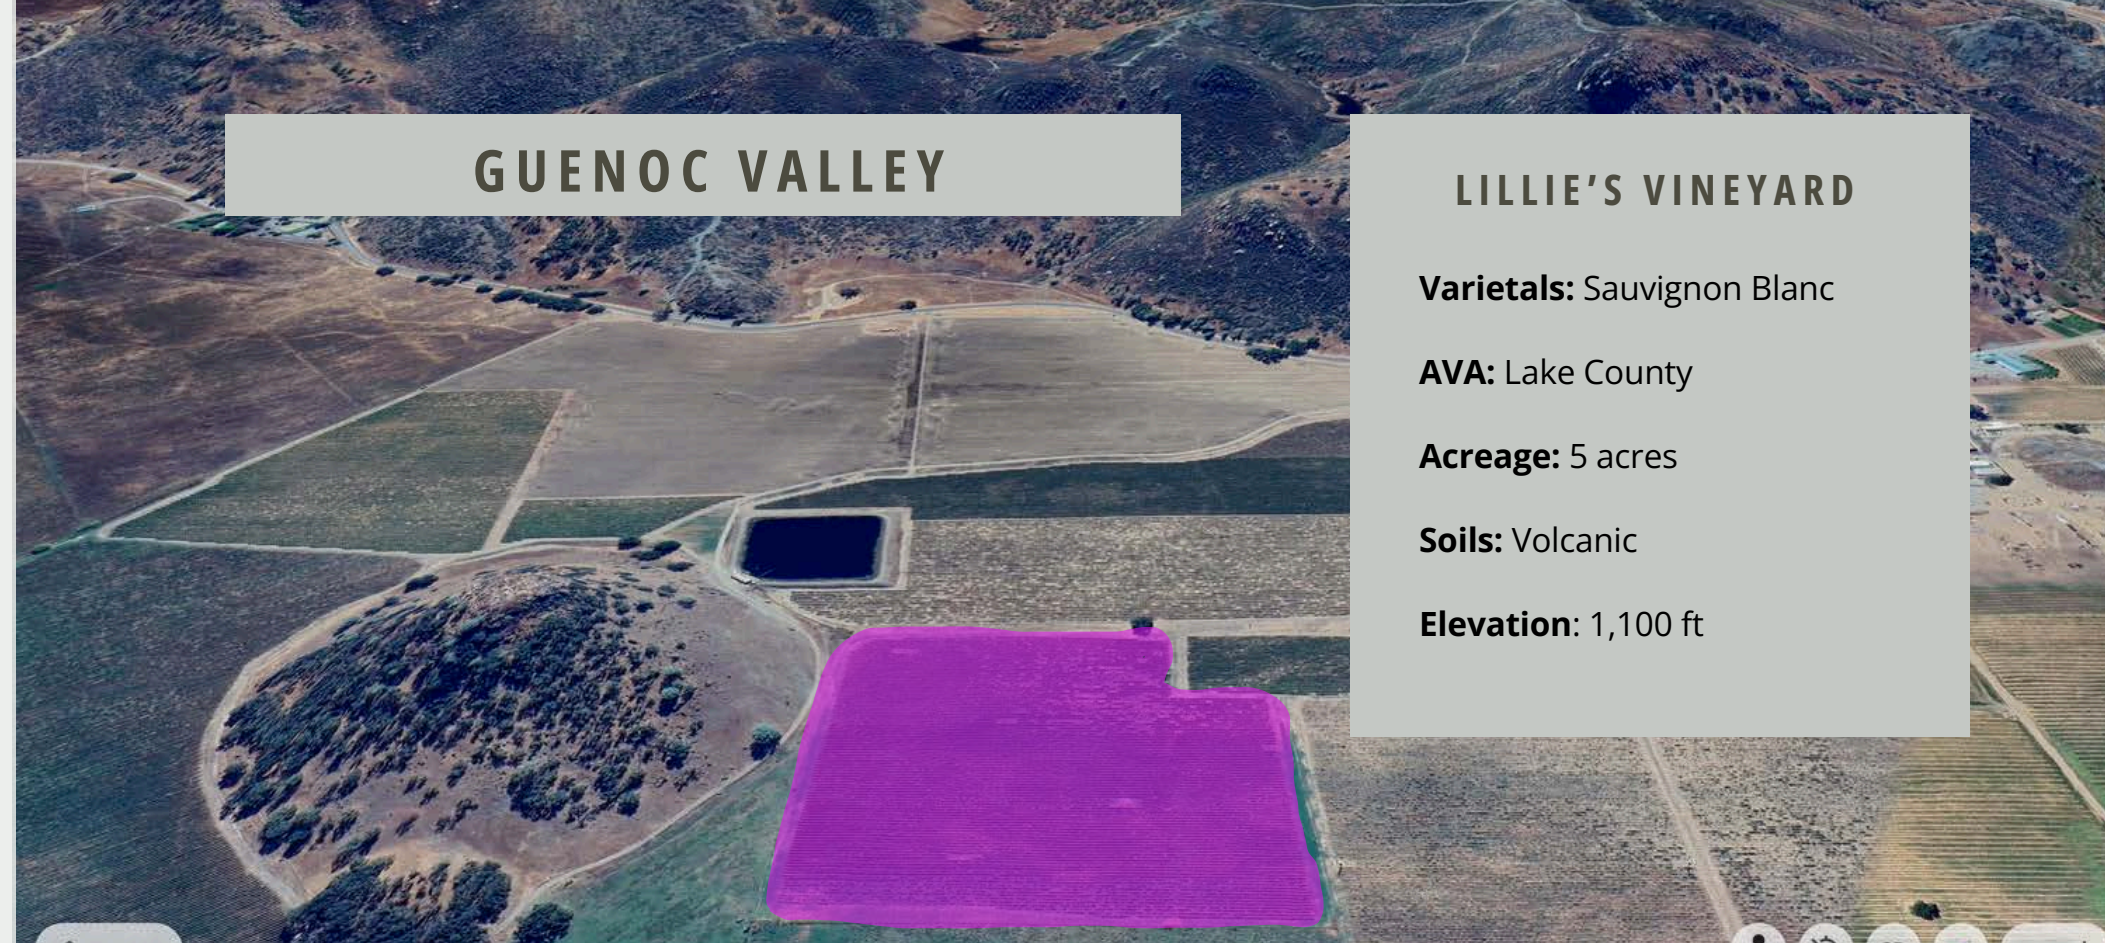 GUENOC VALLEY
LILLIE’S VINEYARD
Varietals: Sauvignon Blanc
AVA: Lake County
Acreage: 5 acres
Soils: Volcanic
Elevation: 1,100 ft